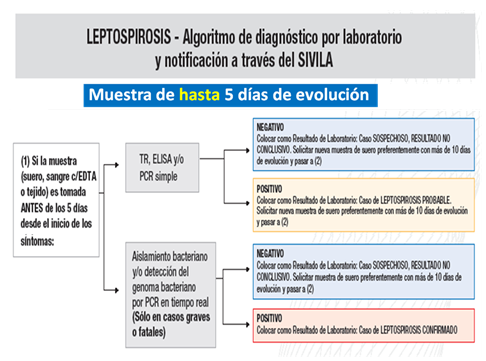 LEPTOSPIROSIS - Algoritmo de diagnóstico por laboratorio
y notificación a través del SIVILA
Muestra de hasta 5 días de evolución
(1) Si la muestra
(suero, sangre c/EDTA
o tejido) es tomada
ANTES de los 5 días
desde el inicio de los
síntomas:
TR, ELISA y/o
PCR simple
NEGATIVO
Colocar como Resultado de Laboratorio: Caso SOSPECHOSO, RESULTADO NO
CONCLUSIVO. Solicitar nueva muestra de suero preferentemente con más de 10 días
de evolución y pasar a (2)
POSITIVO
Colocar como Resultado de Laboratorio: Caso de LEPTOSPIROSIS PROBABLE.
Solicitar nueva muestra de suero preferentemente con más de 10 días de evolución
y pasar a (2)
Aislamiento bacteriano
y/o detección del
genoma bacteriano
por PCR en tiempo real
(Sólo en casos graves
o fatales)
NEGATIVO
Colocar como Resultado de Laboratorio: Caso SOSPECHOSO, RESULTADO NO
CONCLUSIVO. Solicitar muestra de suero preferentemente con más de 10 días de
evolución y pasar a (2)
POSITIVO
Colocar como Resultado de Laboratorio: Caso de LEPTOSPIROSIS CONFIRMADO